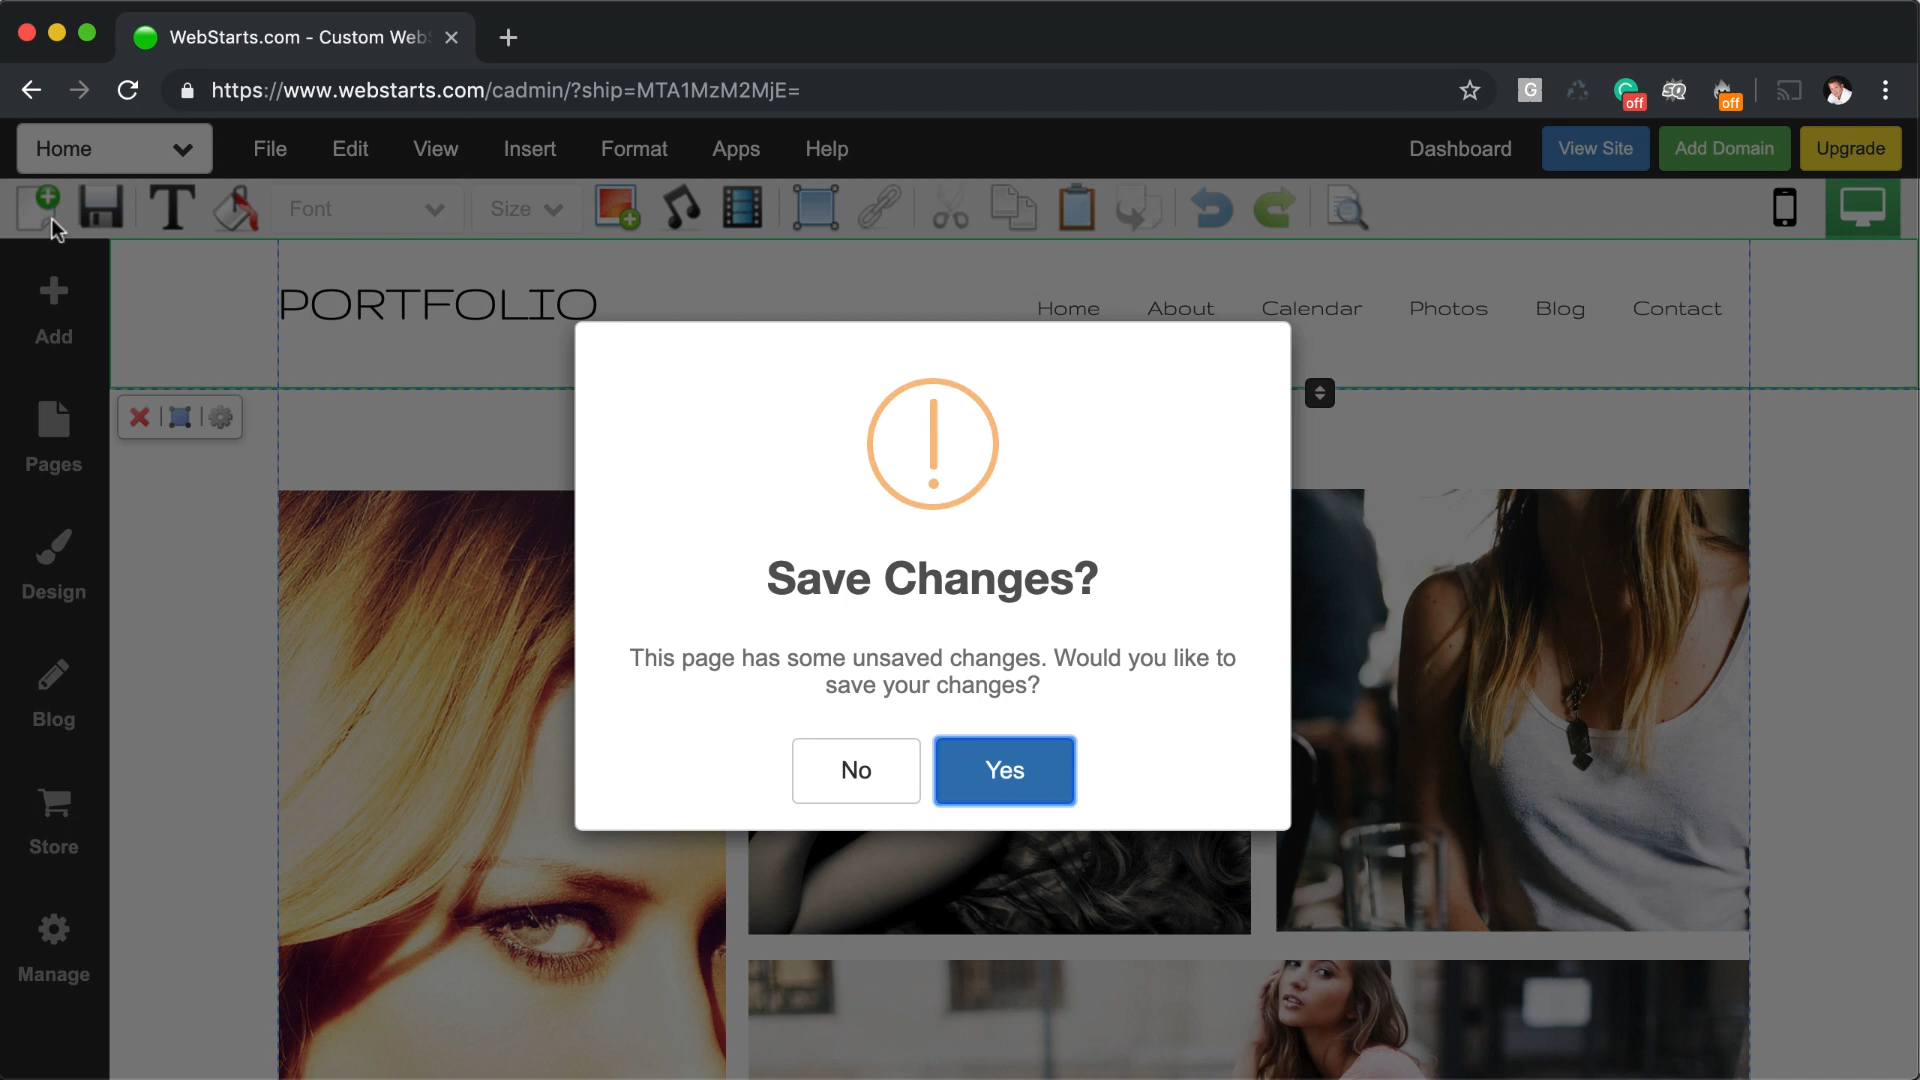 WebStarts.com - Custom Web
https://www.webstarts.com/cadmin/?ship=MTA1MzM2MjE=
G
off
off
Home
File
Edit
View
Insert
Format
Apps
Help
Dashboard
View Site
Add Domain
Upgrade
T
Font
Size
Add
Pages
Design
Blog
Store
Manage
PORTFOLIO
Home
About
Calendar
Photos
Blog
Contact
Save Changes?
This page has some unsaved changes. Would you like to
save your changes?
No
Yes